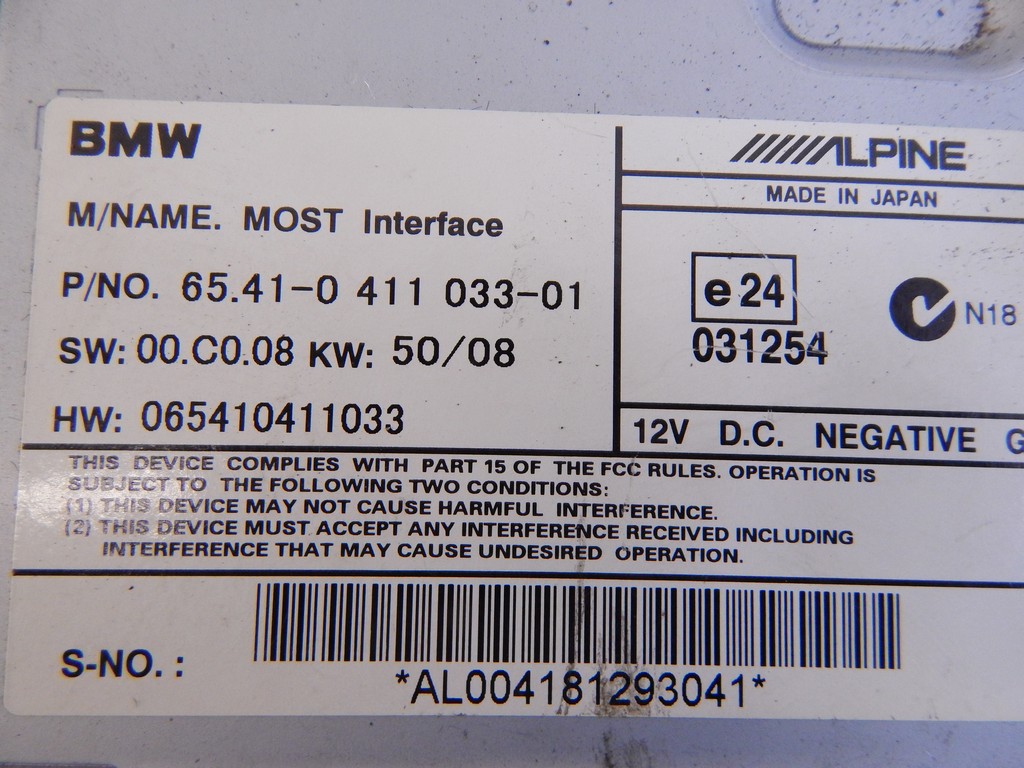 BMW
M/NAME. MOST Interface
P/NO. 65.41-0 411 033-01
SW: 00.C0.08 KW: 50/08
HW: 065410411033
ALPINE
MADE IN JAPAN
e24
031254
N18
12V D.C. NEGATIVE G
THIS DEVICE COMPLIES WITH PART 15 OF THE FCC RULES. OPERATION IS
SUBJECT TO THE FOLLOWING TWO CONDITIONS:
(1) THIS DEVICE MAY NOT CAUSE HARMFUL INTERFERENCE.
(2) THIS DEVICE MUST ACCEPT ANY INTERFERENCE RECEIVED INCLUDING
INTERFERENCE THAT MAY CAUSE UNDESIRED OPERATION.
S-NO. :
*AL004181293041*